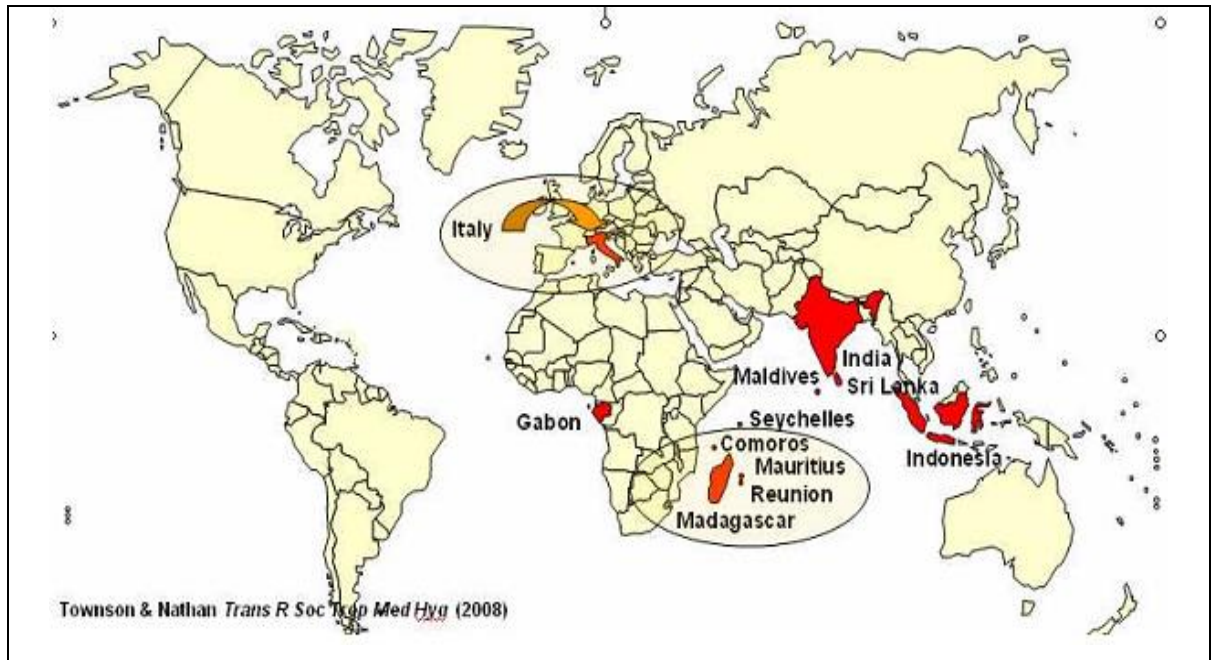 Italy
India
Maldives
Sri Lanka
Gabon
Seychelles
Comoros
Indonesia
Mauritius
Reunion
Madagascar
Townson & Nathan Trans R Soc Trop Med Hyg (2008)